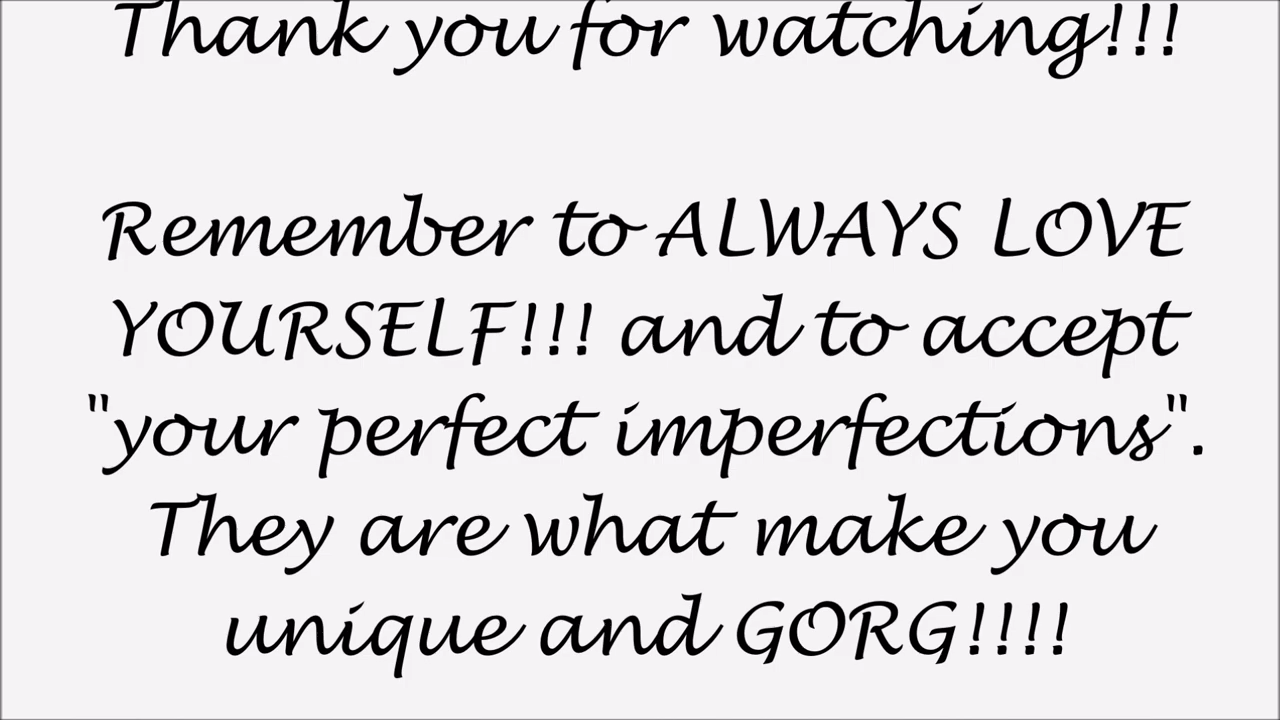 Thank you for watching!!!
Remember to ALWAYS LOVE
YOURSELF!!! and to accept
"your perfect imperfections".
They are what make you
unique and GORG!!!!